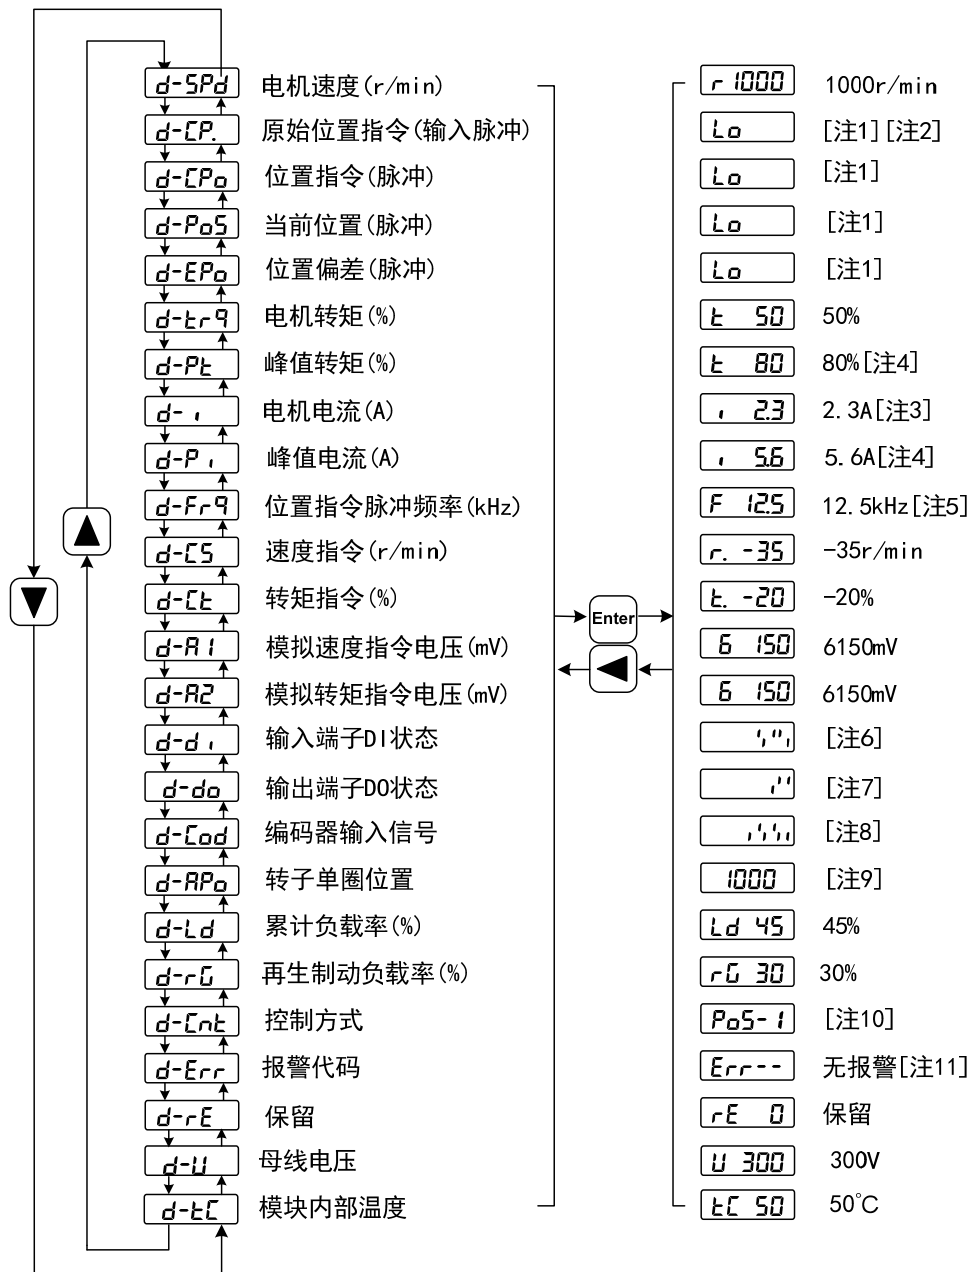 d-SPd 电机速度(r/min) r 1000 1000r/min
d-CP. 原始位置指令(输入脉冲) Lo [注1][注2]
d-CPo 位置指令(脉冲) Lo [注1]
d-PoS 当前位置(脉冲) Lo [注1]
d-EPo 位置偏差(脉冲) Lo [注1]
d-trq 电机转矩(%) t 50 50%
d-Pt 峰值转矩(%) t 80 80%[注4]
d-i 电机电流(A) i 2.3 2.3A[注3]
d-Pi 峰值电流(A) i 5.6 5.6A[注4]
d-Frq 位置指令脉冲频率(kHz) F 12.5 12.5kHz[注5]
d-CS 速度指令(r/min) r. -35 -35r/min
d-Ct 转矩指令(%) t. -20 -20%
Enter
d-A1 模拟速度指令电压(mV) 6 150 6150mV
d-A2 模拟转矩指令电压(mV) 6 150 6150mV
d-di 输入端子DI状态 [注6]
d-do 输出端子DO状态 [注7]
d-Cod 编码器输入信号 [注8]
d-APo 转子单圈位置 1000 [注9]
d-Ld 累计负载率(%) Ld 45 45%
d-rG 再生制动负载率(%) rG 30 30%
d-Cnt 控制方式 PoS-1 [注10]
d-Err 报警代码 Err-- 无报警[注11]
d-rE 保留 rE 0 保留
d-U 母线电压 U 300 300V
d-tC 模块内部温度 tC 50 50℃